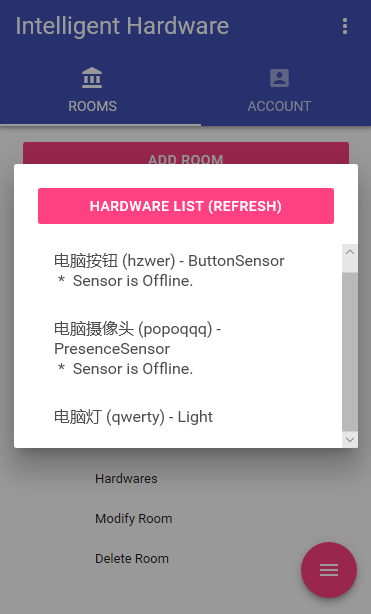 Intelligent Hardware
ROOMS
ACCOUNT
ADD ROOM
HARDWARE LIST (REFRESH)
电脑按钮 (hzwer) - ButtonSensor
* Sensor is Offline.
电脑摄像头 (popoqqq) -
PresenceSensor
* Sensor is Offline.
电脑灯 (qwerty) - Light
Hardwares
Modify Room
Delete Room